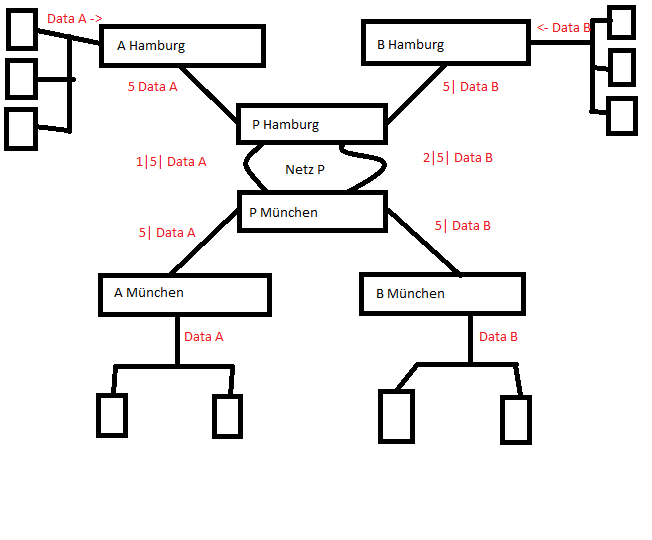 Data A ->
<- Data B
A Hamburg
B Hamburg
5 Data A
5| Data B
P Hamburg
1|5| Data A
Netz P
2|5| Data B
P München
5| Data A
5| Data B
A München
B München
Data A
Data B